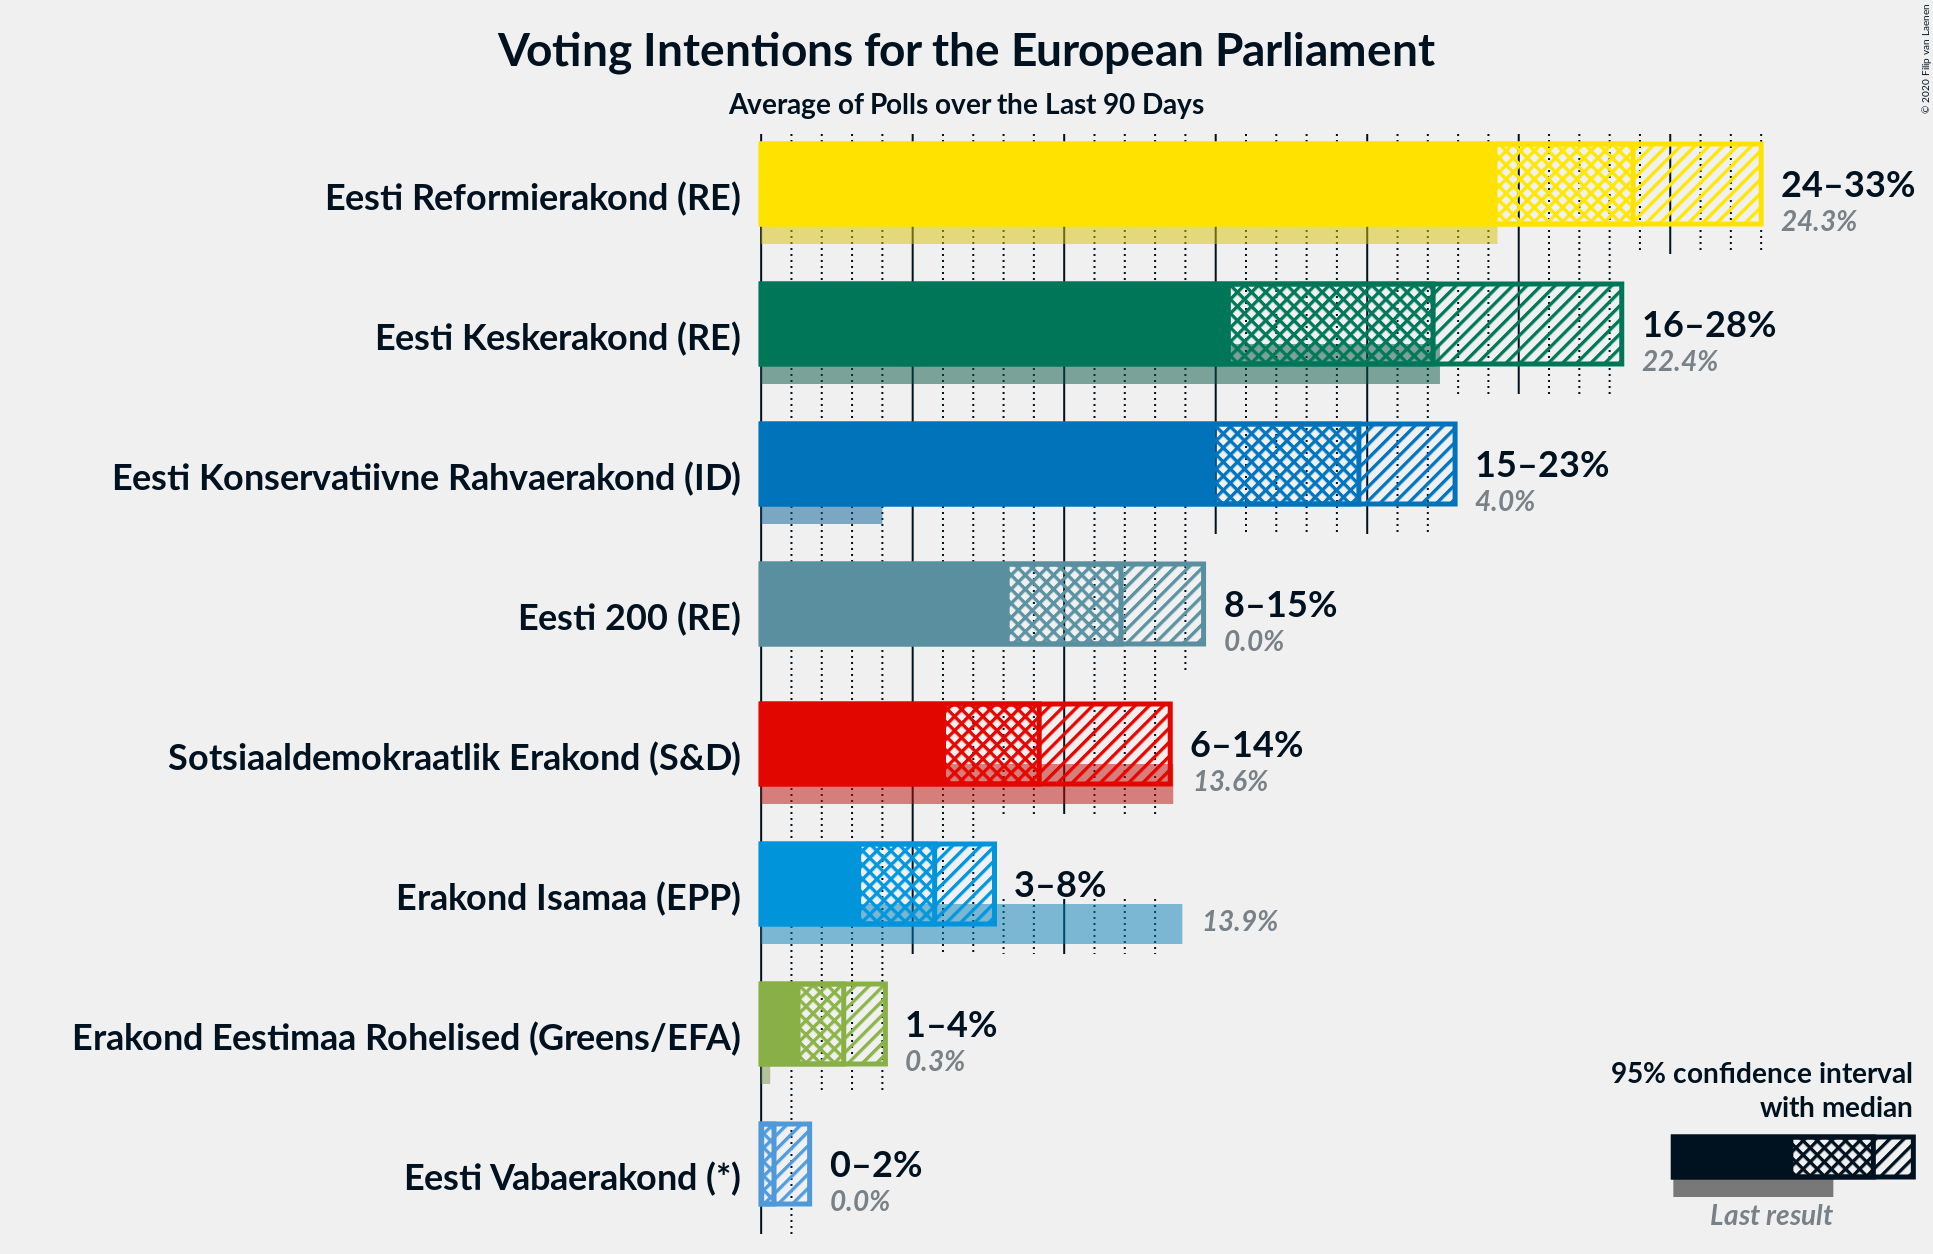 Voting Intentions for the European Parliament
Average of Polls over the Last 90 Days
© 2020 Filip van Laenen
Eesti Reformierakond (RE)
24–33%
24.3%
Eesti Keskerakond (RE)
16–28%
22.4%
Eesti Konservatiivne Rahvaerakond (ID)
15–23%
4.0%
Eesti 200 (RE)
8–15%
0.0%
Sotsiaaldemokraatlik Erakond (S&D)
6–14%
13.6%
Erakond Isamaa (EPP)
3–8%
13.9%
Erakond Eestimaa Rohelised (Greens/EFA)
1–4%
0.3%
Eesti Vabaerakond (*)
0–2%
0.0%
95% confidence interval
with median
Last result